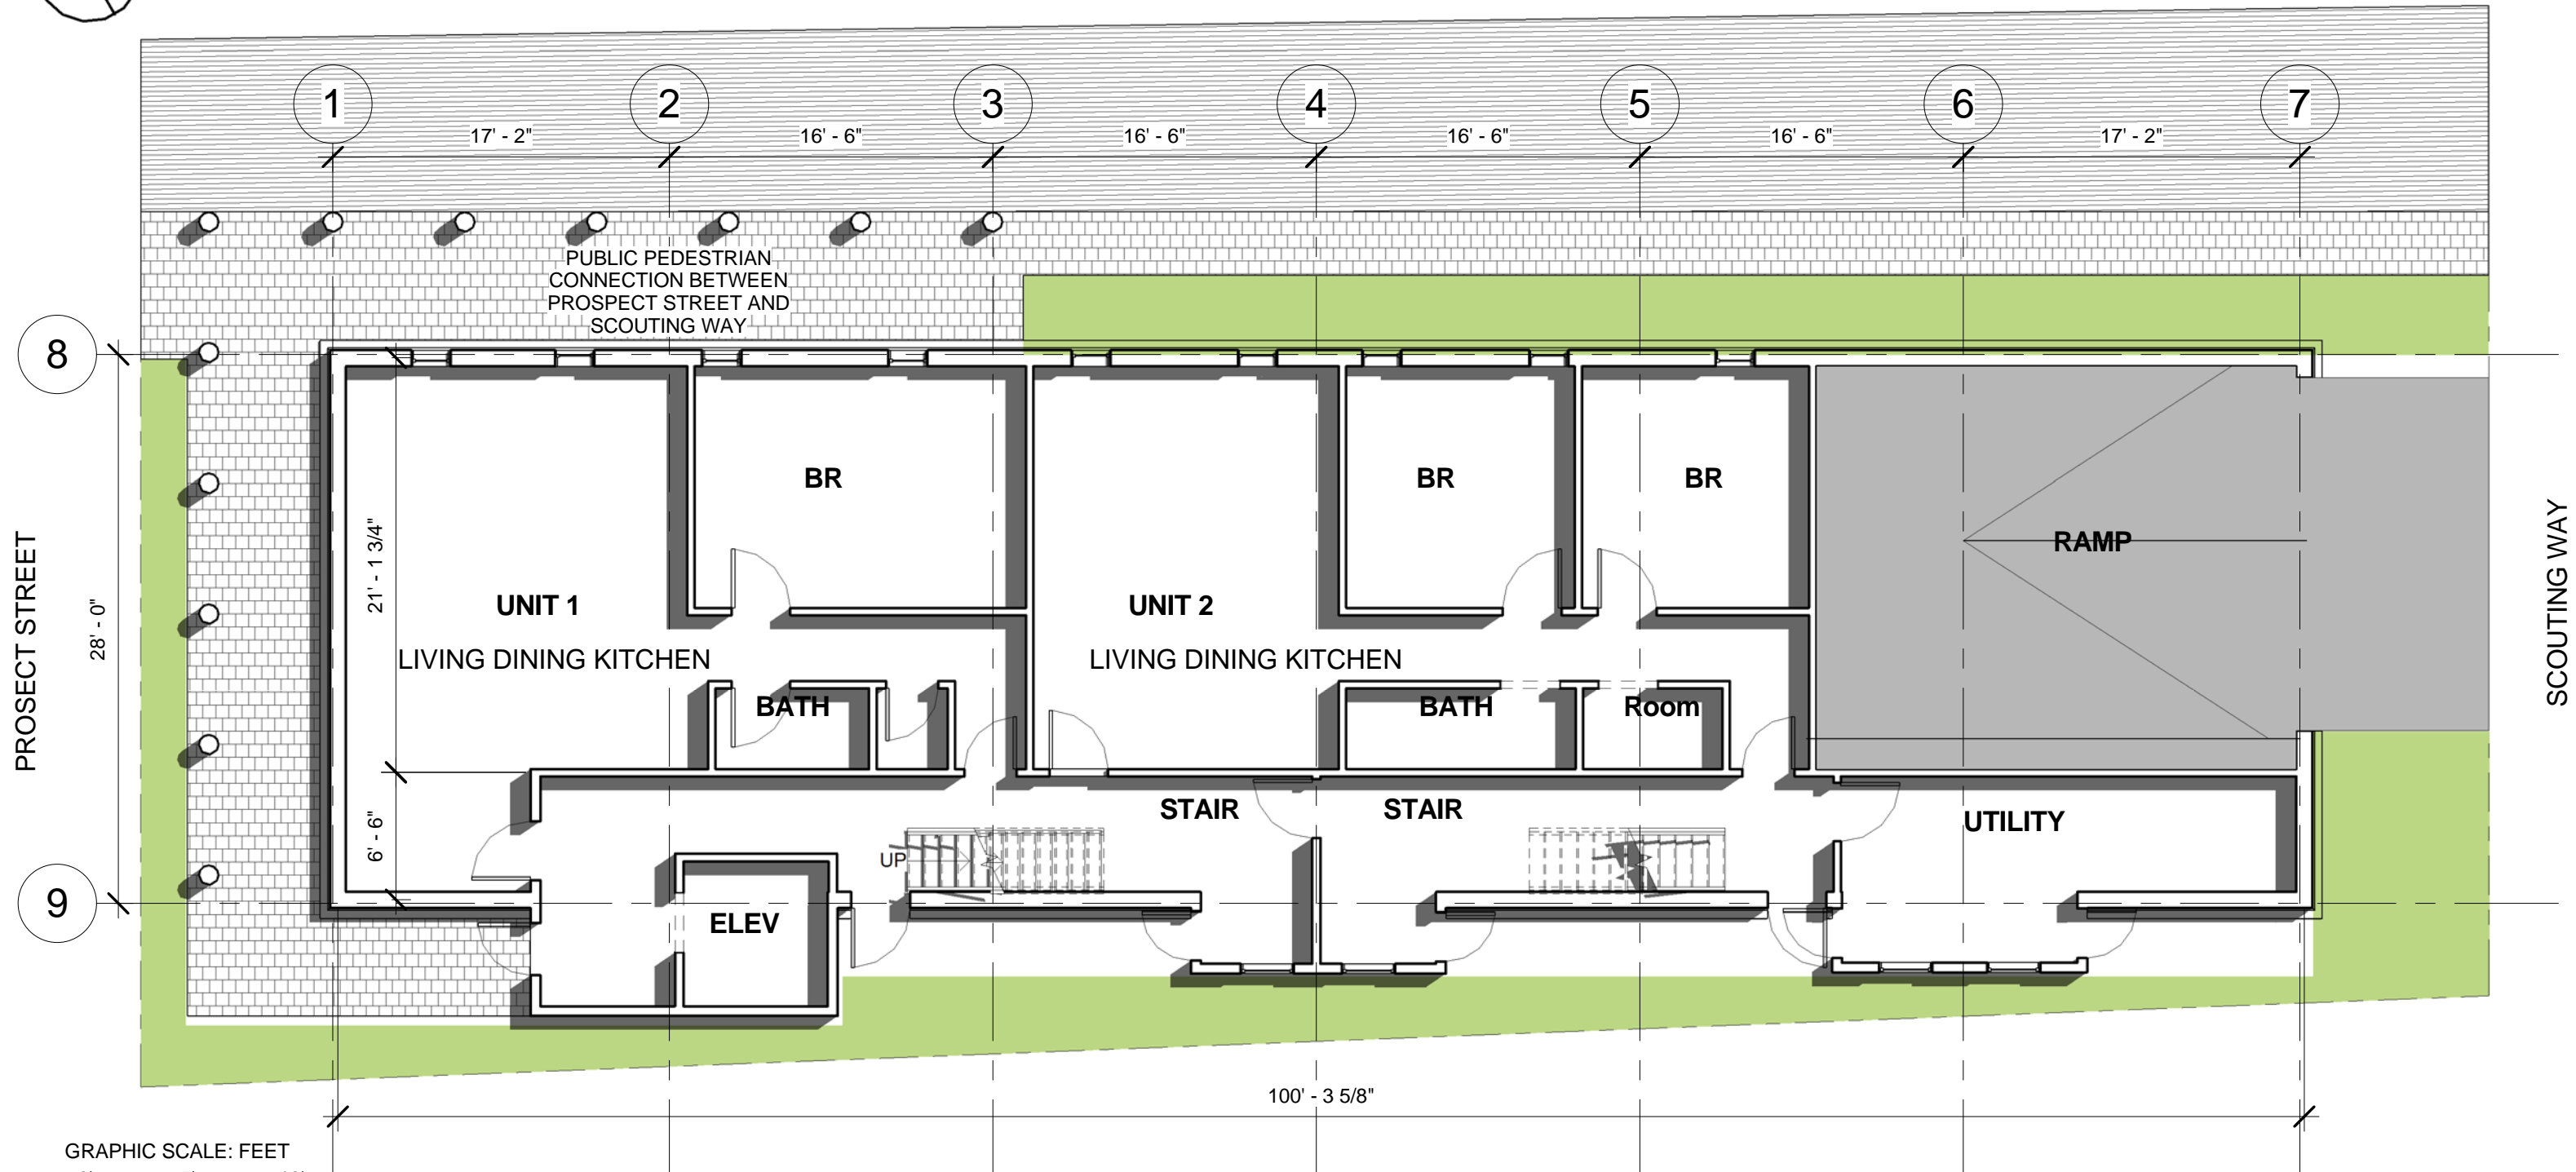 1 2 3 4 5 6 7
17' - 2" 16' - 6" 16' - 6" 16' - 6" 16' - 6" 17' - 2"
PUBLIC PEDESTRIAN
CONNECTION BETWEEN
PROSPECT STREET AND
SCOUTING WAY
8
BR BR BR
RAMP
PROSECT STREET
28' - 0"
21' - 1 3/4"
SCOUTING WAY
UNIT 1 UNIT 2
LIVING DINING KITCHEN LIVING DINING KITCHEN
BATH BATH Room
STAIR STAIR
UTILITY
6' - 6"
UP
9
ELEV
100' - 3 5/8"
GRAPHIC SCALE: FEET